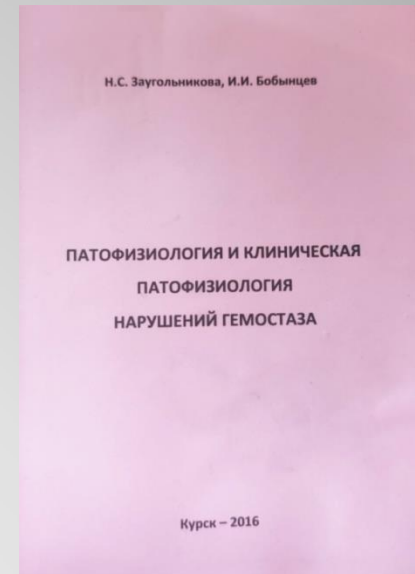 Н.С. Заугольникова, И.И. Бобынцев
ПАТОФИЗИОЛОГИЯ И КЛИНИЧЕСКАЯ
ПАТОФИЗИОЛОГИЯ
НАРУШЕНИЙ ГЕМОСТАЗА
Курск – 2016